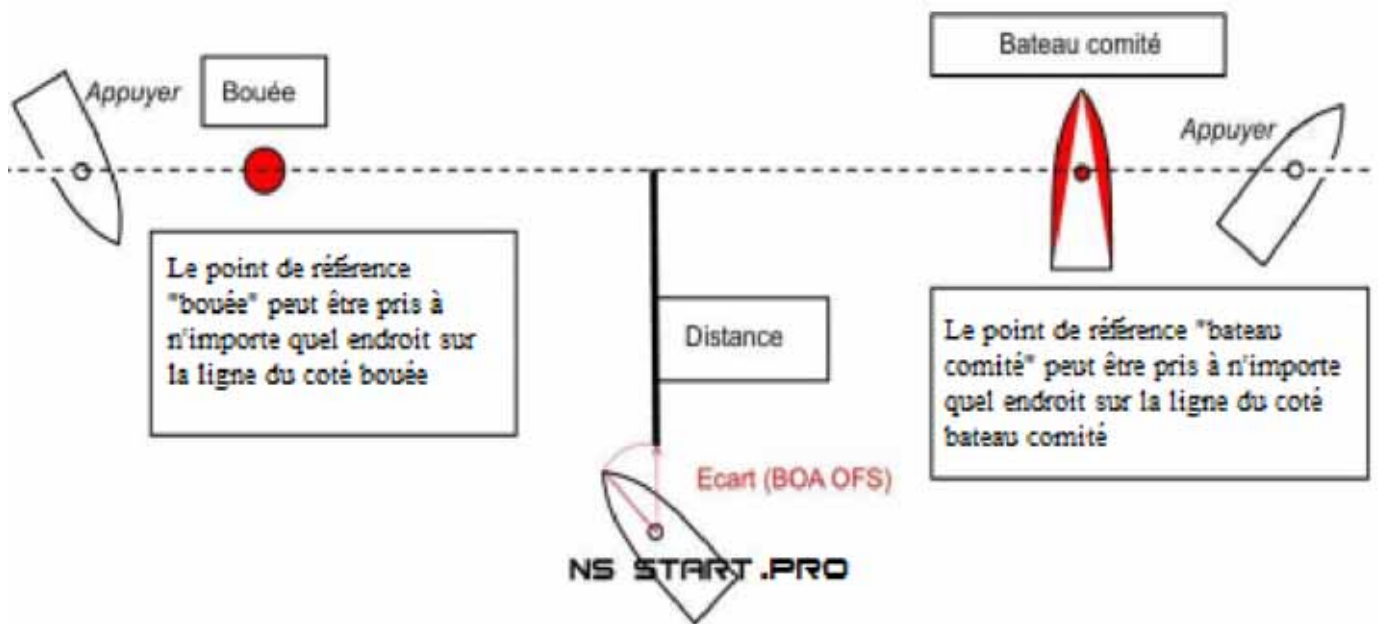 Bateau comité
Appuyer
Bouée
Appuyer
Le point de référence
"bouée" peut être pris à
n'importe quel endroit sur
la ligne du coté bouée
Distance
Le point de référence "bateau
comité" peut être pris à n'importe
quel endroit sur la ligne du coté
bateau comité
Ecart (BOA OFS)
NS START .PRO